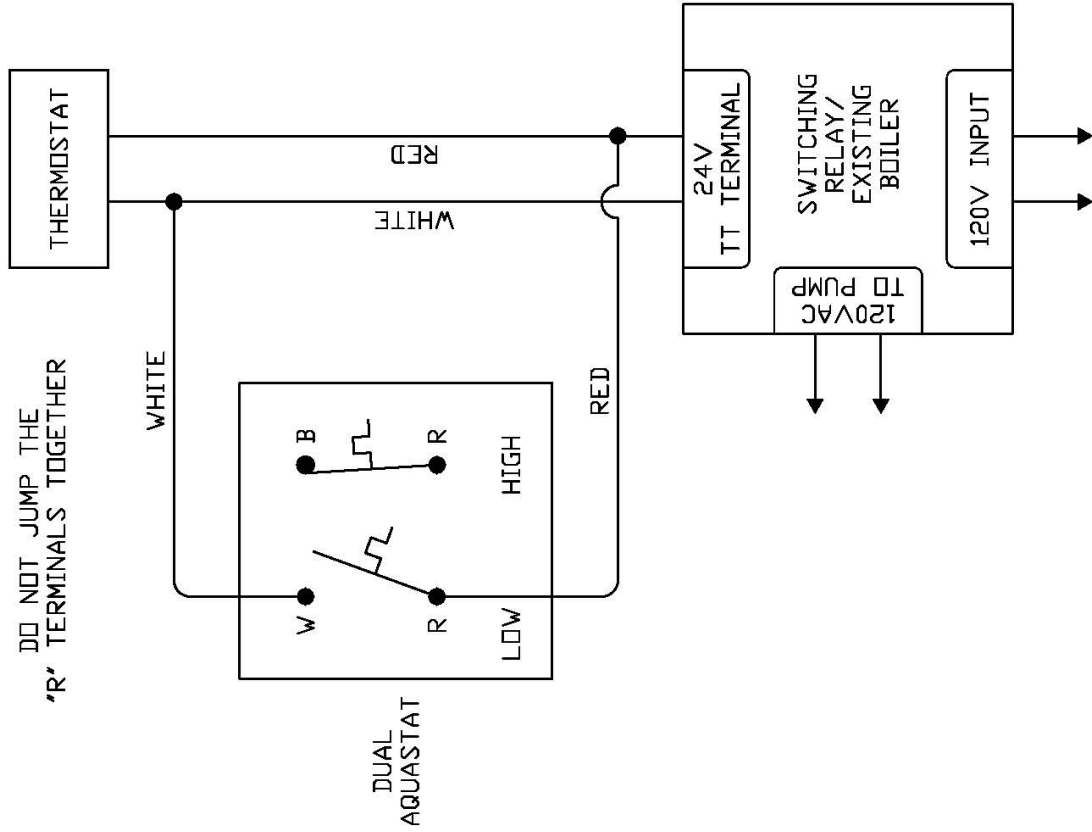 DO NOT JUMP THE
"R" TERMINALS TOGETHER
THERMOSTAT
RED
WHITE
WHITE
RED
DUAL
AQUASTAT
W
B
R
R
LOW
HIGH
24V
TT TERMINAL
SWITCHING
RELAY/
EXISTING
BOILER
120VAC
TO PUMP
120V INPUT